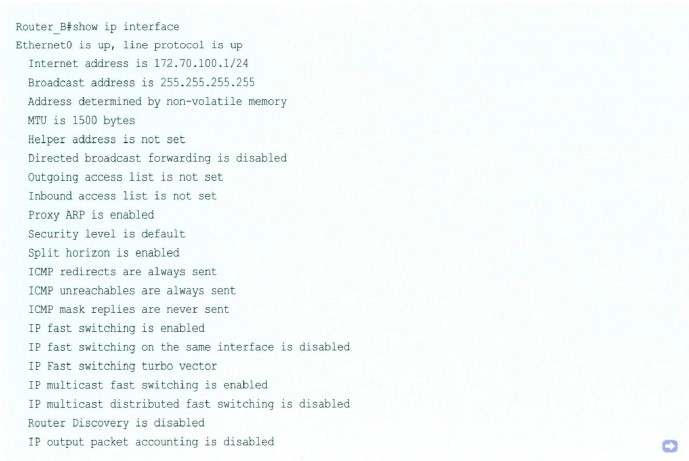 Router_B#show ip interface
Ethernet0 is up, line protocol is up
Internet address is 172.70.100.1/24
Broadcast address is 255.255.255.255
Address determined by non-volatile memory
MTU is 1500 bytes
Helper address is not set
Directed broadcast forwarding is disabled
Outgoing access list is not set
Inbound access list is not set
Proxy ARP is enabled
Security level is default
Split horizon is enabled
ICMP redirects are always sent
ICMP unreachables are always sent
ICMP mask replies are never sent
IP fast switching is enabled
IP fast switching on the same interface is disabled
IP Fast switching turbo vector
IP multicast fast switching is enabled
IP multicast distributed fast switching is disabled
Router Discovery is disabled
IP output packet accounting is disabled